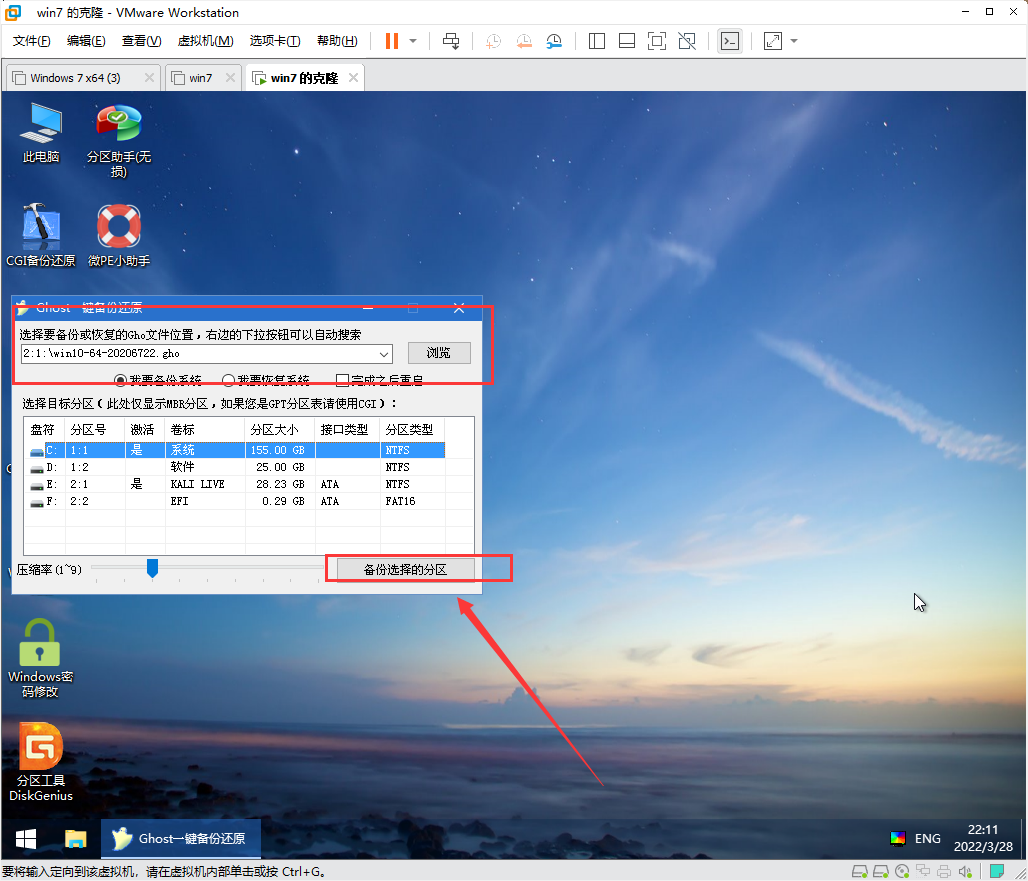 win7 的克隆 - VMware Workstation
文件(F) 编辑(E) 查看(V) 虚拟机(M) 选项卡(T) 帮助(H)
Windows 7 x64 (3) win7 win7 的克隆
此电脑
分区助手(无
损)
CGI备份还原
微PE小助手
Ghost一键备份还原
选择要备份或恢复的Gho文件位置，右边的下拉按钮可以自动搜索
2:1:\win10-64-20206722.gho 浏览
我要备份系统 我要恢复系统 完成之后重启
选择目标分区（此处仅显示MBR分区，如果您是GPT分区表请使用CGI）：
盘符 分区号 激活 卷标 分区大小 接口类型 分区类型
C: 1:1 是 系统 155.00 GB NTFS
D: 1:2 软件 25.00 GB NTFS
E: 2:1 是 KALI LIVE 28.23 GB ATA NTFS
F: 2:2 EFI 0.29 GB ATA FAT16
压缩率(1~9) 备份选择的分区
Windows密
码修改
分区工具
DiskGenius
Ghost一键备份还原
ENG
22:11
2022/3/28
要将输入定向到该虚拟机，请在虚拟机内部单击或按 Ctrl+G。